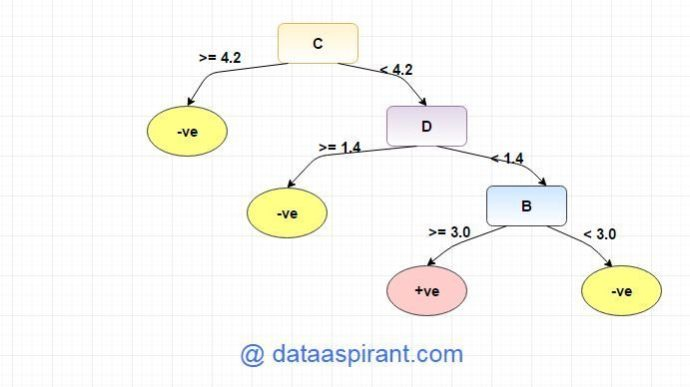 C
>= 4.2
< 4.2
-ve
D
>= 1.4
< 1.4
-ve
B
>= 3.0
< 3.0
+ve
-ve
@ dataaspirant.com